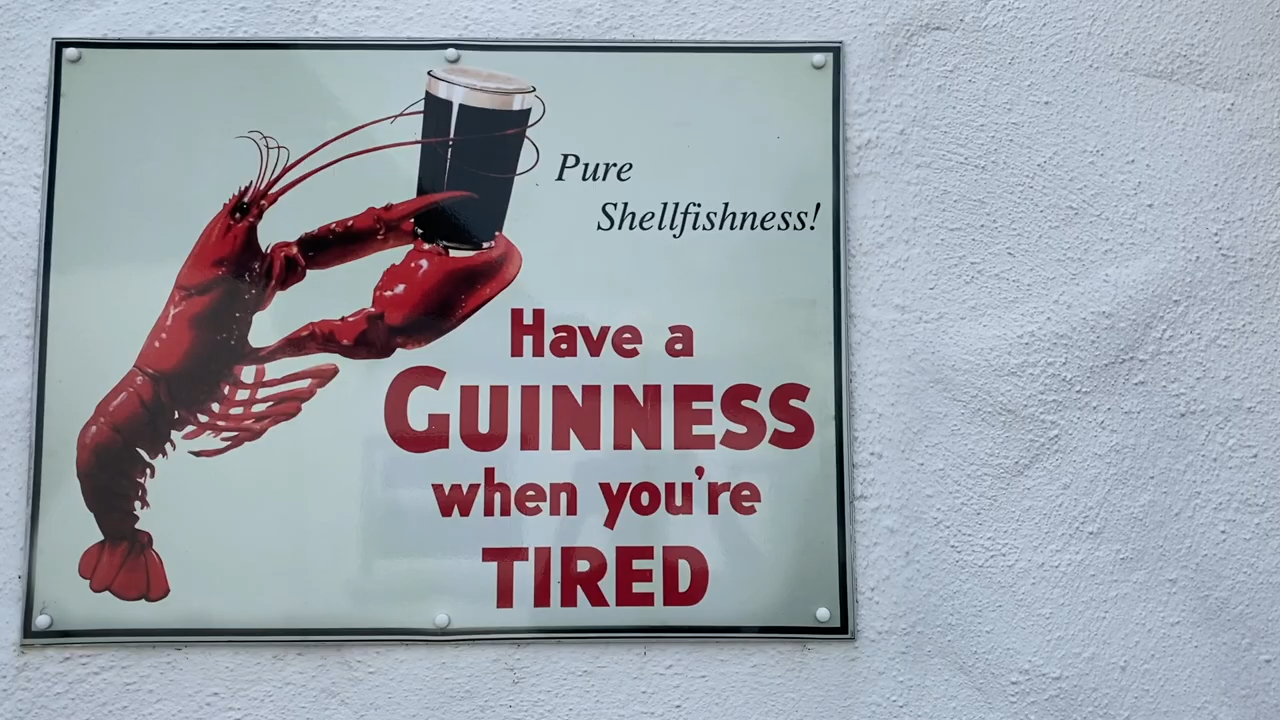 Pure
Shellfishness!
Have a
GUINNESS
when you're
TIRED